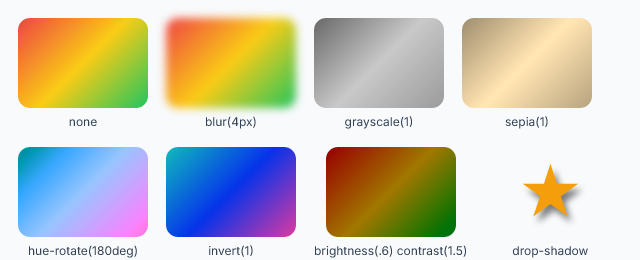 none
blur(4px)
grayscale(1)
sepia(1)
hue-rotate(180deg)
invert(1)
brightness(.6) contrast(1.5)
drop-shadow